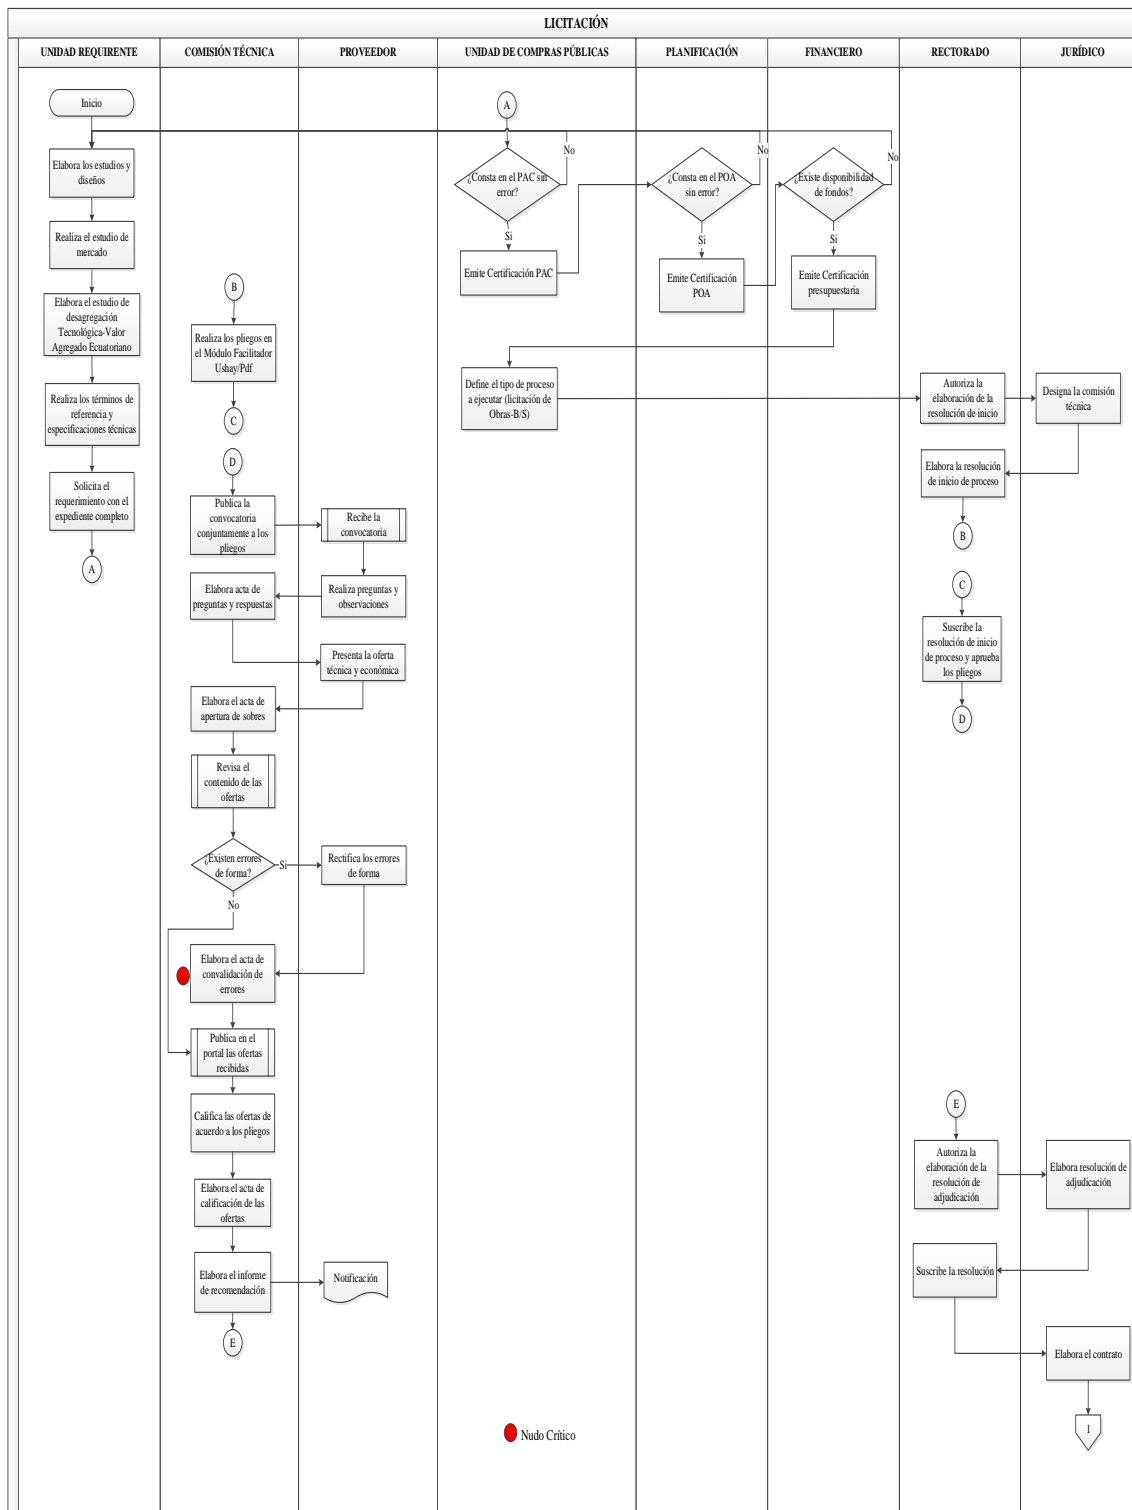 LICITACIÓN
UNIDAD REQUIRENTE
COMISIÓN TÉCNICA
PROVEEDOR
UNIDAD DE COMPRAS PÚBLICAS
PLANIFICACIÓN
FINANCIERO
RECTORADO
JURÍDICO
Inicio
Elabora los estudios y
diseños
Realiza el estudio de
mercado
Elabora el estudio de
desagregación
Tecnológica-Valor
Agregado Ecuatoriano
Realiza los términos de
referencia y
especificaciones técnicas
Solicita el
requerimiento con el
expediente completo
A
B
Realiza los pliegos en
el Módulo Facilitador
Ushay/Pdf
C
D
Publica la
convocatoria
conjuntamente a los
pliegos
Recibe la
convocatoria
Elabora acta de
preguntas y respuestas
Realiza preguntas y
observaciones
Presenta la oferta
técnica y económica
Elabora el acta de
apertura de sobres
Revisa el
contenido de las
ofertas
¿Existen errores
de forma?
Si
Rectifica los errores
de forma
No
Elabora el acta de
convalidación de
errores
Publica en el
portal las ofertas
recibidas
Califica las ofertas de
acuerdo a los pliegos
Elabora el acta de
calificación de las
ofertas
Elabora el informe
de recomendación
Notificación
E
A
¿Consta en el PAC sin
error?
No
Si
Emite Certificación PAC
¿Consta en el POA
sin error?
No
Si
Emite Certificación
POA
¿Existe disponibilidad
de fondos?
No
Si
Emite Certificación
presupuestaria
Define el tipo de proceso
a ejecutar (licitación de
Obras-B/S)
Autoriza la
elaboración de la
resolución de inicio
Designa la comisión
técnica
Elabora la resolución
de inicio de proceso
B
C
Suscribe la
resolución de inicio
de proceso y aprueba
los pliegos
D
E
Autoriza la
elaboración de la
resolución de
adjudicación
Elabora resolución de
adjudicación
Suscribe la resolución
Elabora el contrato
1
Nudo Crítico